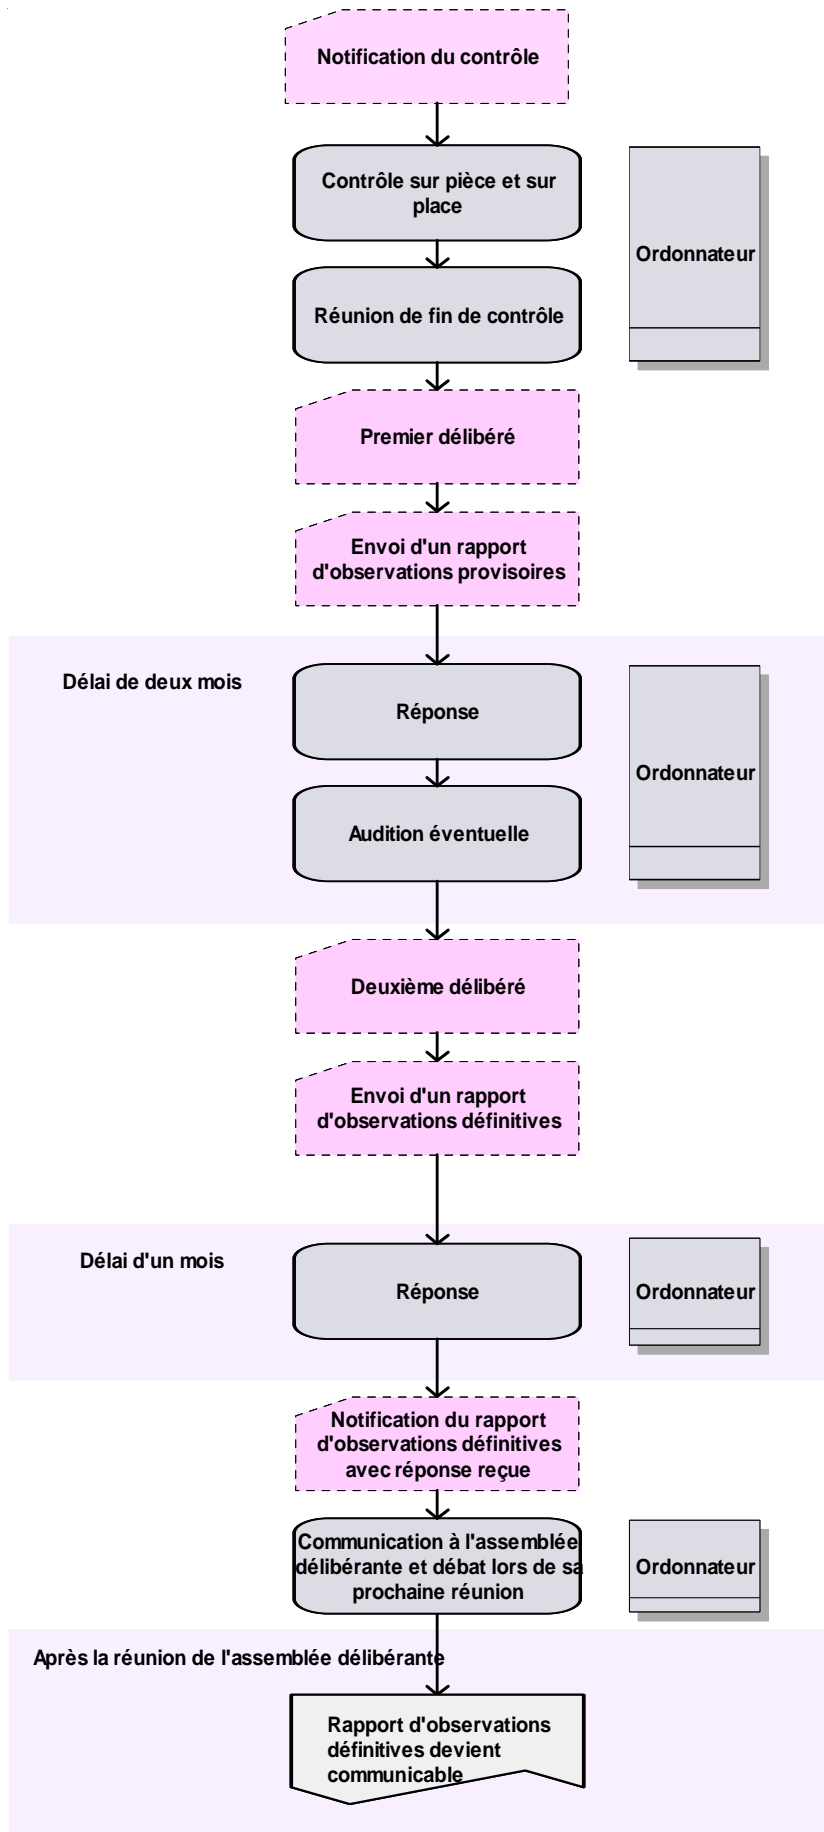 Notification du contrôle
Contrôle sur pièce et sur
place
Ordonnateur
Réunion de fin de contrôle
Premier délibéré
Envoi d'un rapport
d'observations provisoires
Délai de deux mois
Réponse
Ordonnateur
Audition éventuelle
Deuxième délibéré
Envoi d'un rapport
d'observations définitives
Délai d'un mois
Réponse
Ordonnateur
Notification du rapport
d'observations définitives
avec réponse reçue
Communication à l'assemblée
délibérante et débat lors de sa
prochaine réunion
Ordonnateur
Après la réunion de l'assemblée délibérante
Rapport d'observations
définitives devient
communicable